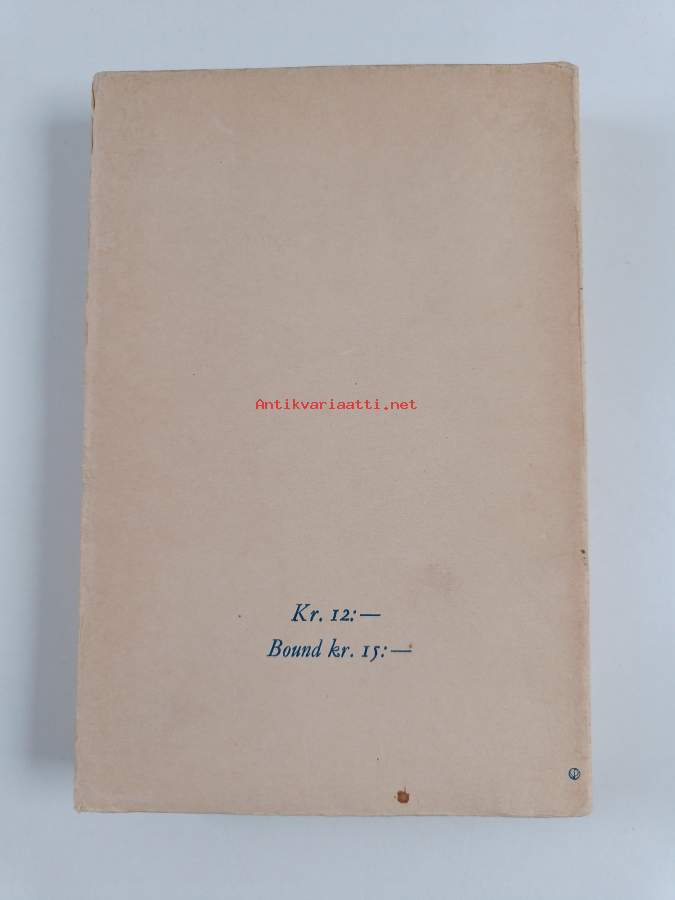 Antikvariaatti.net
Kr. 12:—
Bound kr. 15:—